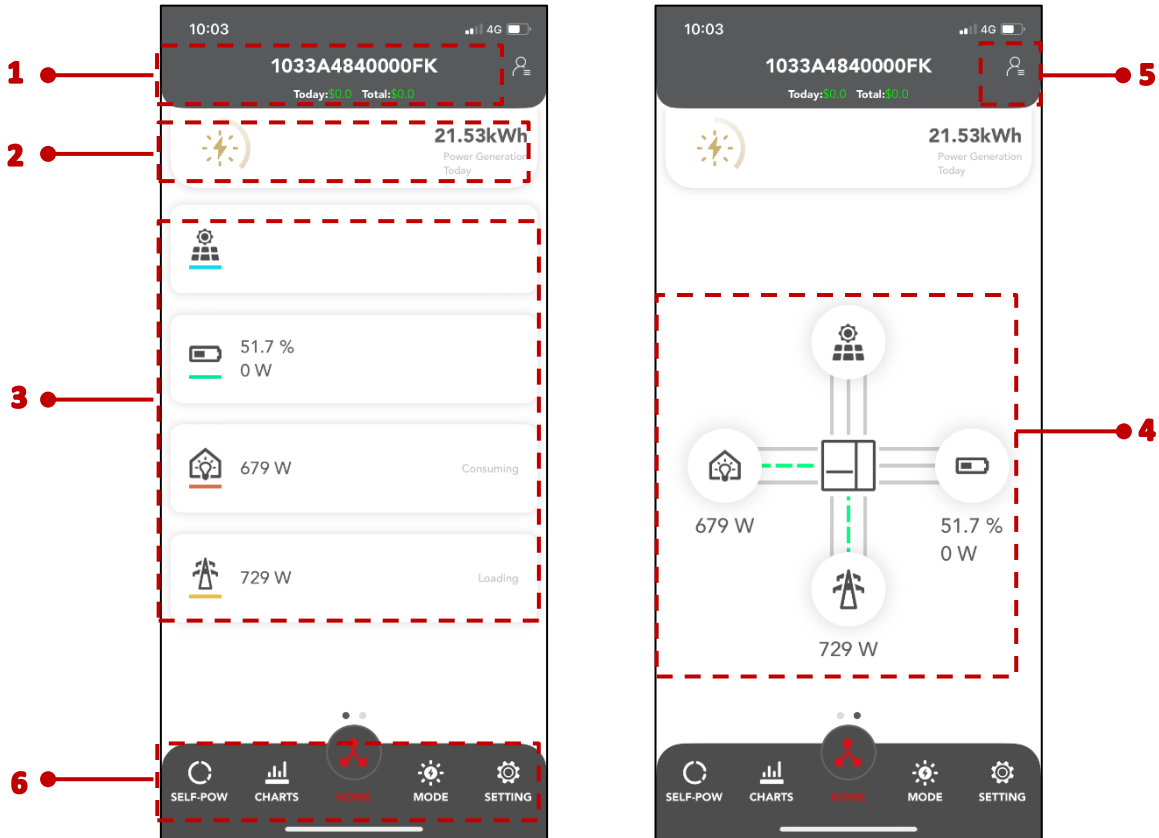 10:03
4G
1033A4840000FK
Today:$0.0 Total:$0.0
21.53kWh
Power Generation
Today
51.7 %
0 W
679 W
Consuming
729 W
Loading
SELF-POW
CHARTS
HOME
MODE
SETTING
1
2
3
6
10:03
4G
1033A4840000FK
Today:$0.0 Total:$0.0
21.53kWh
Power Generation
Today
679 W
51.7 %
0 W
729 W
SELF-POW
CHARTS
HOME
MODE
SETTING
5
4